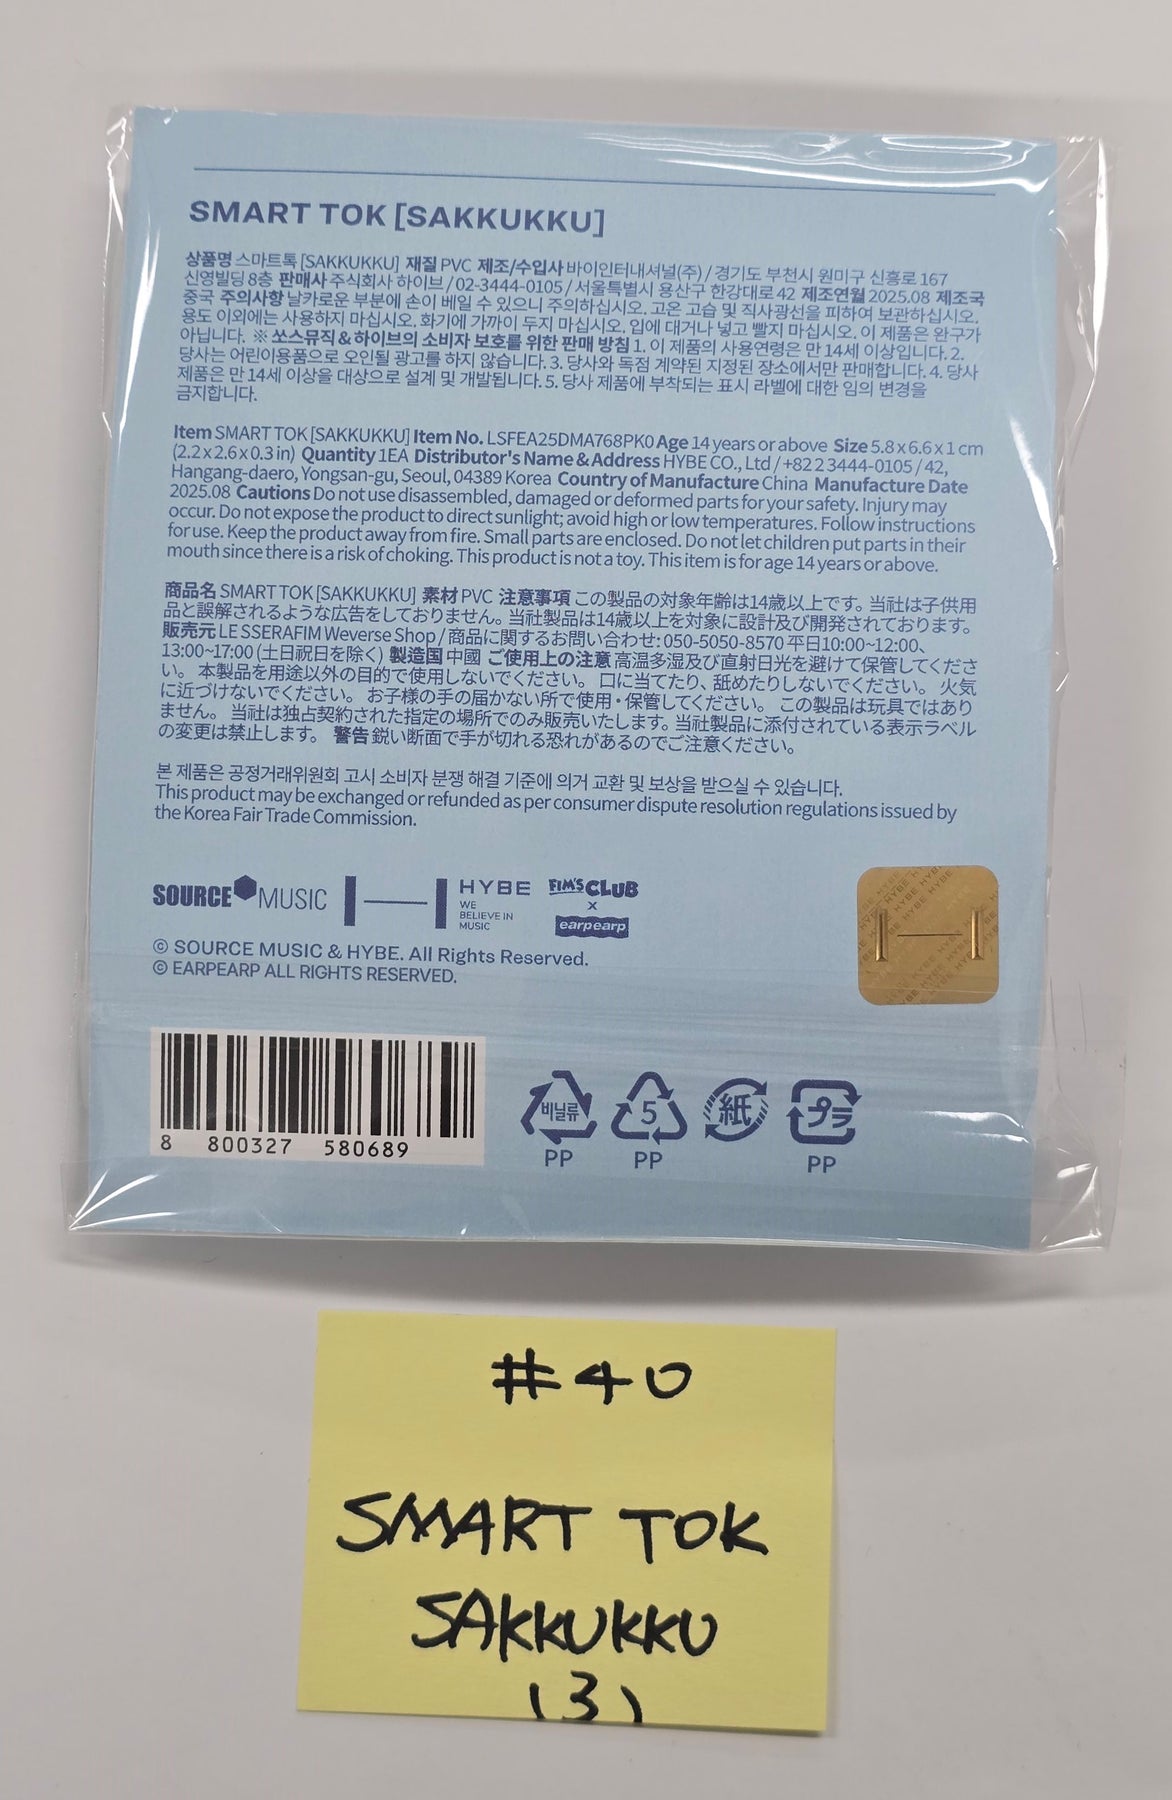 SMART TOK [SAKKUKKU]
상품명 스마트톡 [SAKKUKKU] 재질 PVC 제조/수입사 바이인터내셔널(주) / 경기도 부천시 원미구 신흥로 167
신영빌딩 8층 판매사 주식회사 하이브 / 02-3444-0105 / 서울특별시 용산구 한강대로 42 제조연월 2025.08 제조국
중국 주의사항 날카로운 부분에 손이 베일 수 있으니 주의하십시오. 고온 고습 및 직사광선을 피하여 보관하십시오.
용도 이외에는 사용하지 마십시오. 화기에 가까이 두지 마십시오. 입에 대거나 넣고 빨지 마십시오. 이 제품은 완구가
아닙니다. ※ 쏘스뮤직 & 하이브의 소비자 보호를 위한 판매 방침 1. 이 제품의 사용연령은 만 14세 이상입니다. 2.
당사는 어린이용품으로 오인될 광고를 하지 않습니다. 3. 당사와 독점 계약된 지정된 장소에서만 판매합니다. 4. 당사
제품은 만 14세 이상을 대상으로 설계 및 개발됩니다. 5. 당사 제품에 부착되는 표시 라벨에 대한 임의 변경을
금지합니다.
Item SMART TOK [SAKKUKKU] Item No. LSFEA25DMA768PK0 Age 14 years or above Size 5.8 x 6.6 x 1 cm
(2.2 x 2.6 x 0.3 in) Quantity 1EA Distributor's Name & Address HYBE CO., Ltd / +82 2 3444-0105 / 42,
Hangang-daero, Yongsan-gu, Seoul, 04389 Korea Country of Manufacture China Manufacture Date
2025.08 Cautions Do not use disassembled, damaged or deformed parts for your safety. Injury may
occur. Do not expose the product to direct sunlight; avoid high or low temperatures. Follow instructions
for use. Keep the product away from fire. Small parts are enclosed. Do not let children put parts in their
mouth since there is a risk of choking. This product is not a toy. This item is for age 14 years or above.
商品名 SMART TOK [SAKKUKKU] 素材 PVC 注意事項 この製品の対象年齢は14歳以上です。当社は子供用
品と誤解されるような広告をしておりません。当社製品は14歳以上を対象に設計及び開発されております。
販売元 LE SSERAFIM Weverse Shop / 商品に関するお問い合わせ: 050-5050-8570 平日10:00~12:00、
13:00~17:00 (土日祝日を除く) 製造国 中國 ご使用上の注意 高温多湿及び直射日光を避けて保管してくださ
い。 本製品を用途以外の目的で使用しないでください。 口に当てたり、舐めたりしないでください。 火気
に近づけないでください。 お子様の手の届かない所で使用・保管してください。 この製品は玩具ではあり
ません。 当社は独占契約された指定の場所でのみ販売いたします。当社製品に添付されている表示ラベル
の変更は禁止します。 警告 鋭い断面で手が切れる恐れがあるのでご注意ください。
본 제품은 공정거래위원회 고시 소비자 분쟁 해결 기준에 의거 교환 및 보상을 받으실 수 있습니다.
This product may be exchanged or refunded as per consumer dispute resolution regulations issued by
the Korea Fair Trade Commission.
SOURCE MUSIC HYBE FIM'S CLUB
WE
BELIEVE IN
MUSIC
x
earpearp
© SOURCE MUSIC & HYBE. All Rights Reserved.
© EARPEARP ALL RIGHTS RESERVED.
8 800327 580689
비닐류 5 紙 プラ
PP PP PP
#40
SMART TOK
SAKKUKKU
(3)